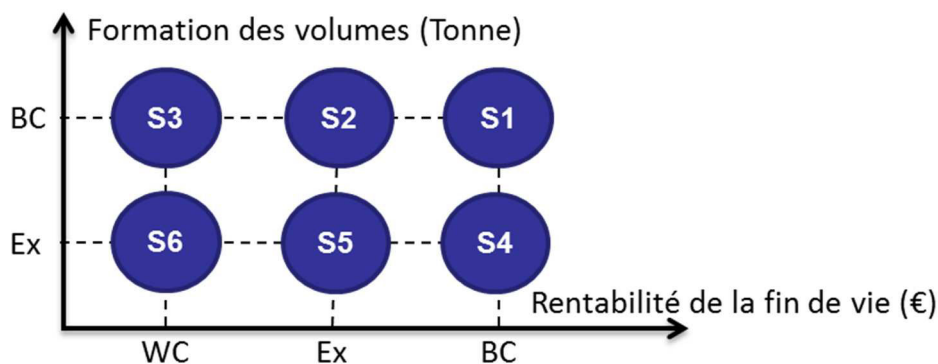 Formation des volumes (Tonne)
BC S3 S2 S1
Ex S6 S5 S4
Rentabilité de la fin de vie (€)
WC Ex BC